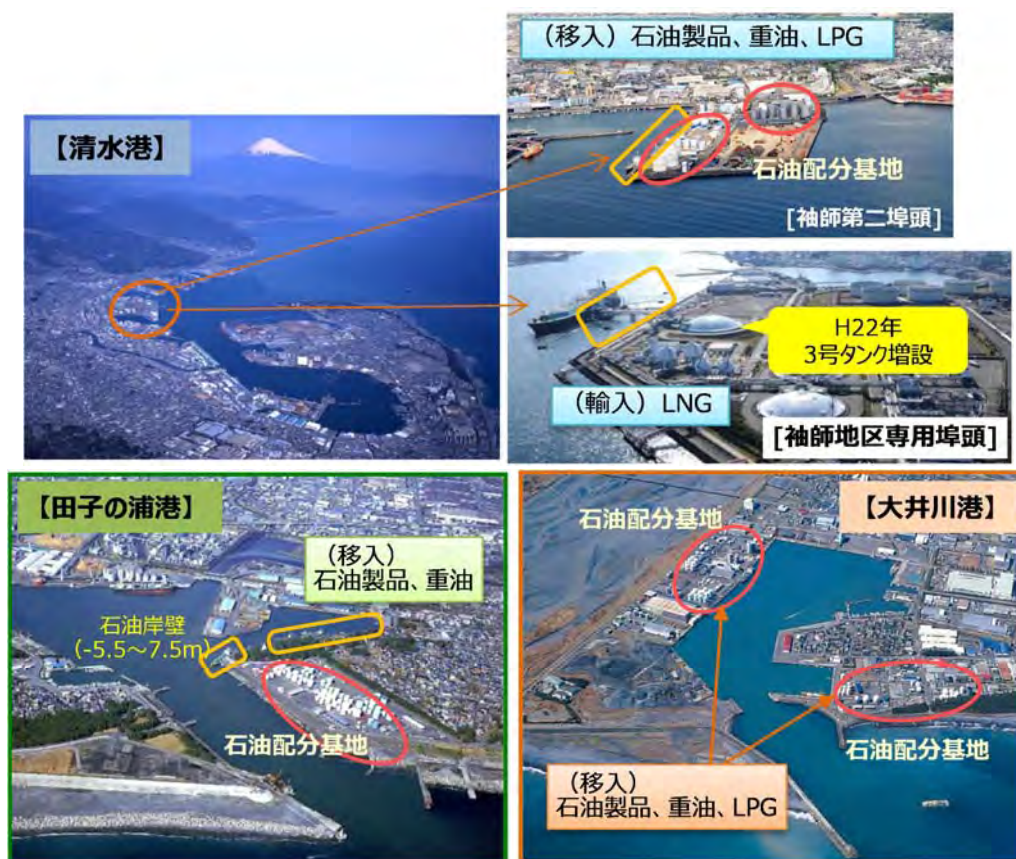 【清水港】
（移入）石油製品、重油、LPG
石油配分基地
[袖師第二埠頭]
H22年
3号タンク増設
（輸入）LNG
[袖師地区専用埠頭]
【田子の浦港】
（移入）
石油製品、重油
石油岸壁
（-5.5～7.5m）
石油配分基地
【大井川港】
石油配分基地
石油配分基地
（移入）
石油製品、重油、LPG